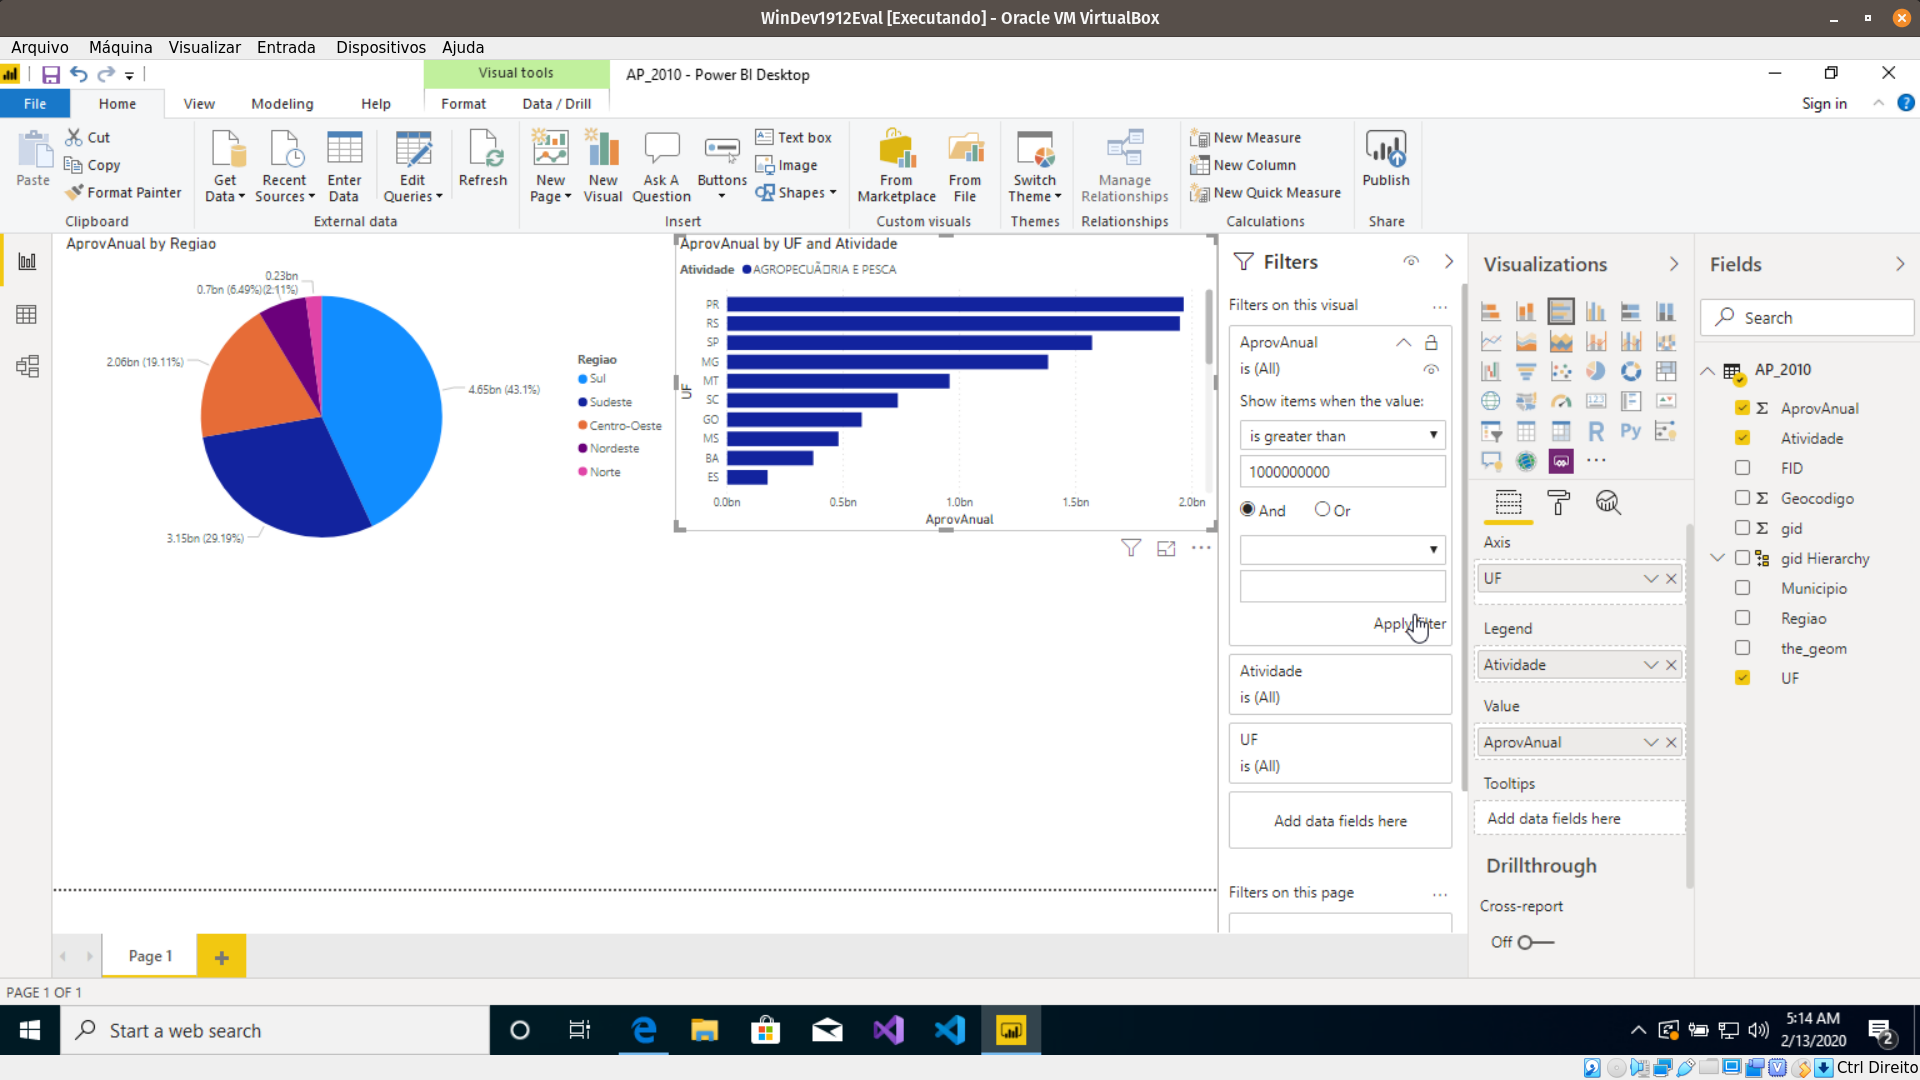 WinDev1912Eval [Executando] - Oracle VM VirtualBox
Arquivo Máquina Visualizar Entrada Dispositivos Ajuda
Visual tools
AP_2010 - Power BI Desktop
File Home View Modeling Help Format Data / Drill
Sign in
Paste
Cut
Copy
Format Painter
Clipboard
Get Data
Recent Sources
Enter Data
Edit Queries
Refresh
External data
New Page
New Visual
Ask A Question
Buttons
Text box
Image
Shapes
Insert
From Marketplace
From File
Custom visuals
Switch Theme
Themes
Manage Relationships
Relationships
New Measure
New Column
New Quick Measure
Calculations
Publish
Share
AprovAnual by Regiao
0.23bn
(2.11%)
0.7bn (6.49%)
2.06bn (19.11%)
4.65bn (43.1%)
3.15bn (29.19%)
Regiao
Sul
Sudeste
Centro-Oeste
Nordeste
Norte
AprovAnual by UF and Atividade
Atividade AGROPECUÃ□RIA E PESCA
UF
PR
RS
SP
MG
MT
SC
GO
MS
BA
ES
0.0bn 0.5bn 1.0bn 1.5bn 2.0bn
AprovAnual
Filters
Filters on this visual
AprovAnual
is (All)
Show items when the value:
is greater than
1000000000
And Or
Apply filter
Atividade
is (All)
UF
is (All)
Add data fields here
Filters on this page
Visualizations
R Py
Axis
UF
Legend
Atividade
Value
AprovAnual
Tooltips
Add data fields here
Drillthrough
Cross-report
Off
Fields
Search
AP_2010
AprovAnual
Atividade
FID
Geocodigo
gid
gid Hierarchy
Municipio
Regiao
the_geom
UF
Page 1
PAGE 1 OF 1
Start a web search
5:14 AM
2/13/2020
2
Ctrl Direito